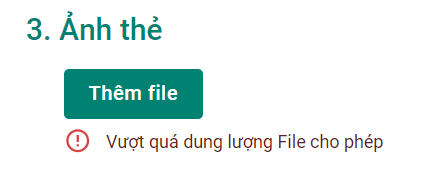 3. Ảnh thẻ
Thêm file
Vượt quá dung lượng File cho phép